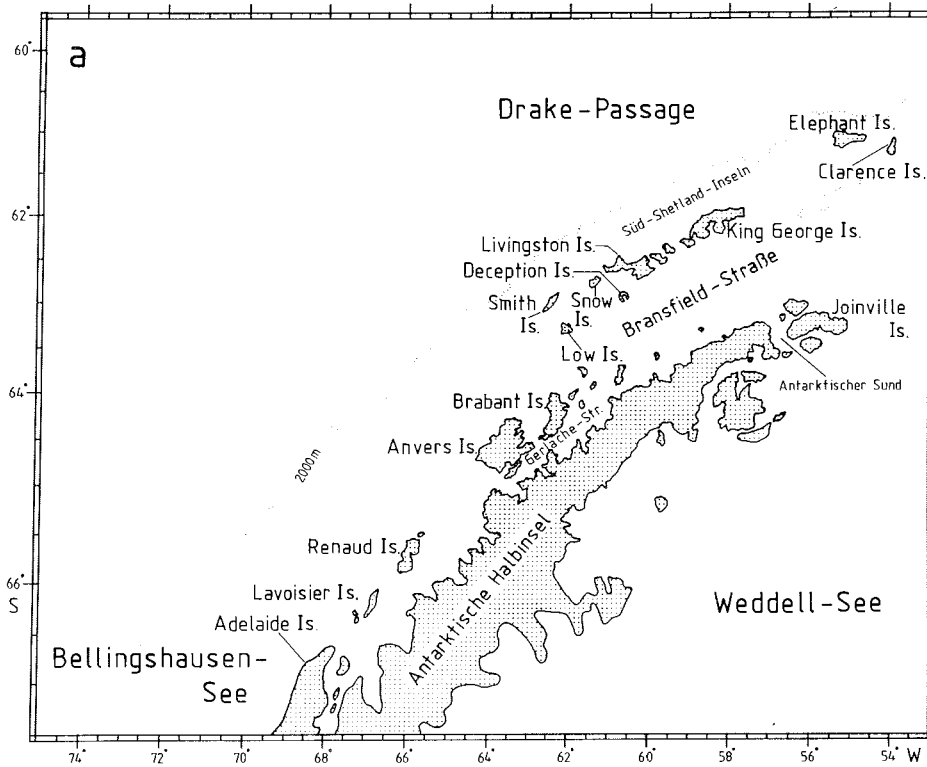 60°
a
Drake-Passage
Elephant Is.
Clarence Is.
62°
Süd-Shetland-Inseln
King George Is.
Livingston Is.
Deception Is.
Smith
Is.
Snow
Is.
Bransfield-Straße
Joinville
Is.
Low Is.
64°
Antarktischer Sund
Brabant Is.
Gerlache-Str.
Anvers Is.
2000m
Renaud Is.
66°
S
Antarktische Halbinsel
Lavoisier Is.
Adelaide Is.
Weddell-See
Bellingshausen-
See
74° 72° 70° 68° 66° 64° 62° 60° 58° 56° 54° W